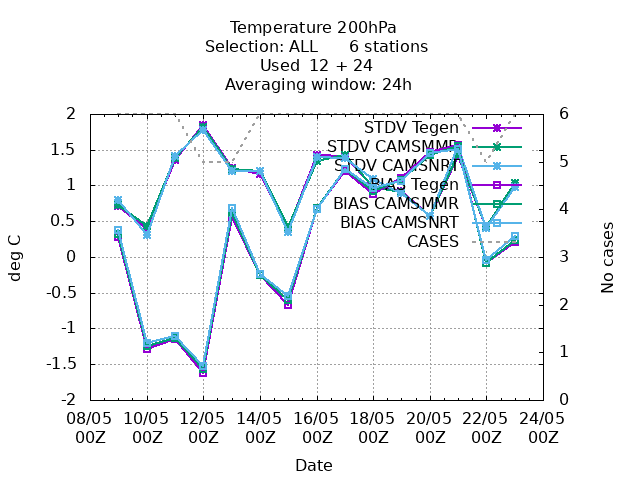 Temperature 200hPa
Selection: ALL      6 stations
Used  12 + 24
Averaging window: 24h
STDV Tegen
STDV CAMSMMR
STDV CAMSNRT
BIAS Tegen
BIAS CAMSMMR
BIAS CAMSNRT
CASES
2
1.5
1
0.5
0
-0.5
-1
-1.5
-2
deg C
6
5
4
3
2
1
0
No cases
08/05 10/05 12/05 14/05 16/05 18/05 20/05 22/05 24/05
00Z 00Z 00Z 00Z 00Z 00Z 00Z 00Z 00Z
Date